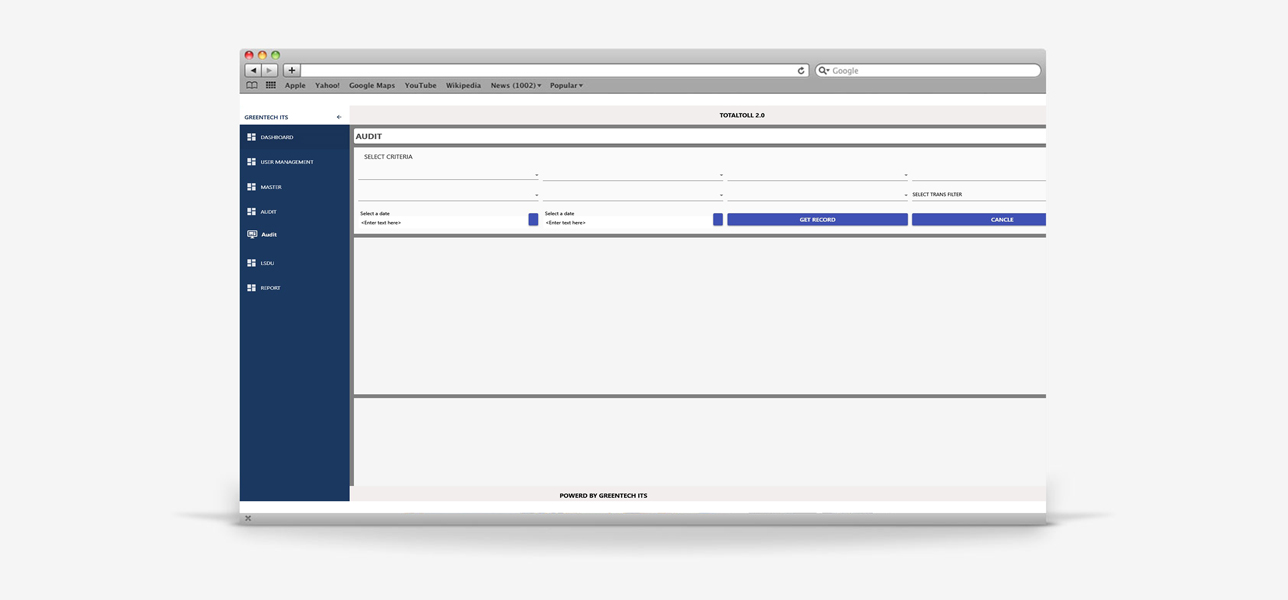 Google
Apple Yahoo! Google Maps YouTube Wikipedia News (1002) Popular
GREENTECH ITS
TOTALTOLL 2.0
DASHBOARD
USER MANAGEMENT
MASTER
AUDIT
Audit
LSDU
REPORT
AUDIT
SELECT CRITERIA
SELECT TRANS FILTER
Select a date
<Enter text here>
Select a date
<Enter text here>
GET RECORD
CANCLE
POWERD BY GREENTECH ITS